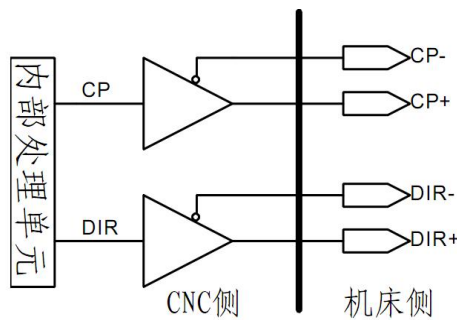 内部处理单元
CP
CP-
CP+
DIR
DIR-
DIR+
CNC侧
机床侧